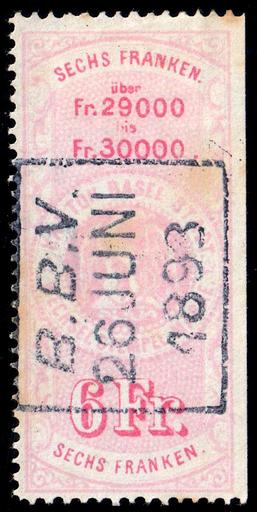 SECHS FRANKEN.
über
Fr. 29000
bis
Fr. 30000
B. B. V.
26 JUNI
1893
6 Fr.
SECHS FRANKEN.